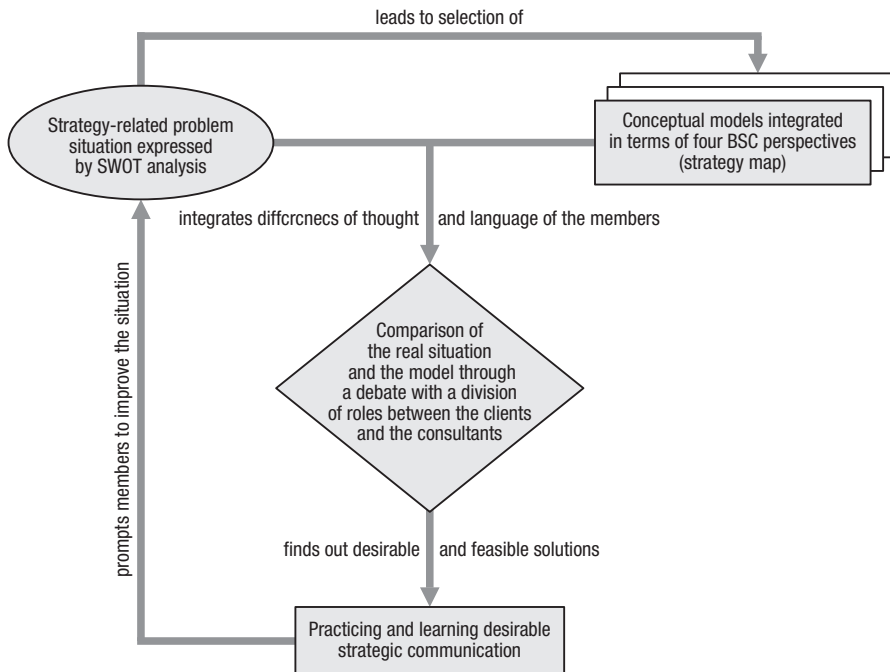 leads to selection of
Strategy-related problem
situation expressed
by SWOT analysis
Conceptual models integrated
in terms of four BSC perspectives
(strategy map)
integrates diffcrcnecs of thought
and language of the members
prompts members to improve the situation
Comparison of
the real situation
and the model through
a debate with a division
of roles between the clients
and the consultants
finds out desirable
and feasible solutions
Practicing and learning desirable
strategic communication